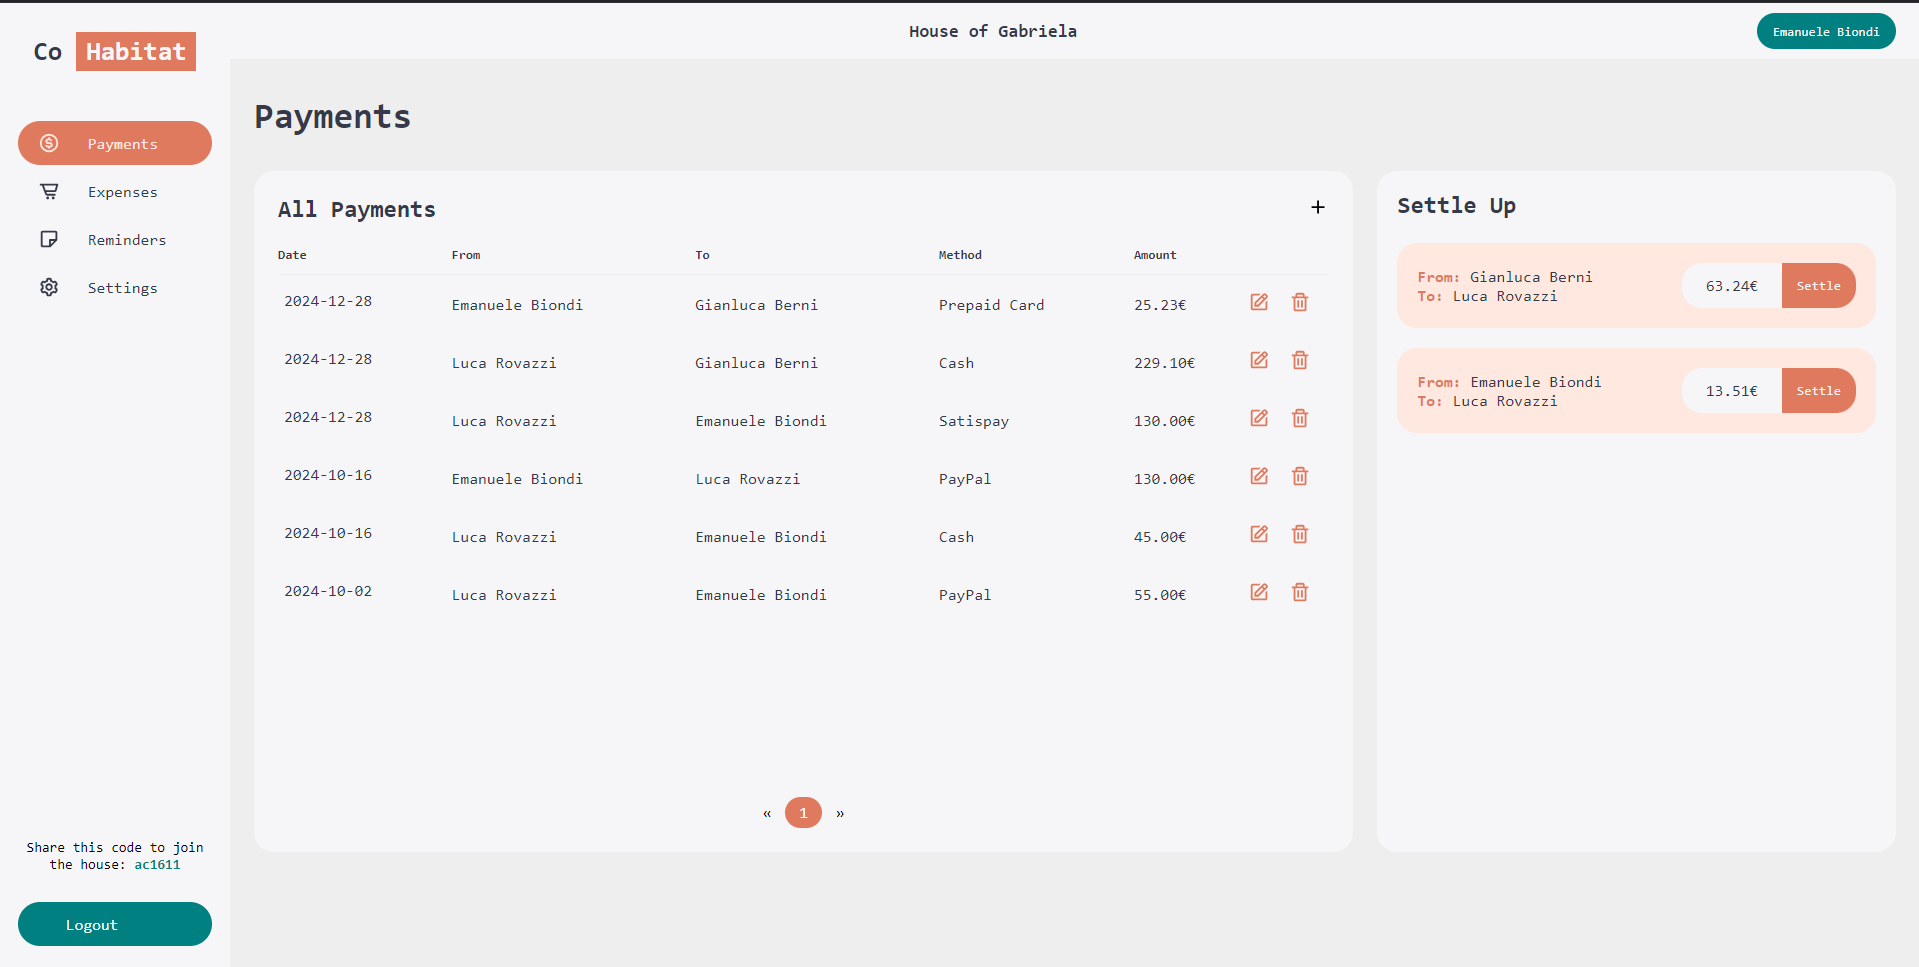 Co Habitat
House of Gabriela
Emanuele Biondi
Payments
Expenses
Reminders
Settings
Share this code to join
the house: ac1611
Logout
Payments
All Payments
+
Date From To Method Amount
2024-12-28 Emanuele Biondi Gianluca Berni Prepaid Card 25.23€
2024-12-28 Luca Rovazzi Gianluca Berni Cash 229.10€
2024-12-28 Luca Rovazzi Emanuele Biondi Satispay 130.00€
2024-10-16 Emanuele Biondi Luca Rovazzi PayPal 130.00€
2024-10-16 Luca Rovazzi Emanuele Biondi Cash 45.00€
2024-10-02 Luca Rovazzi Emanuele Biondi PayPal 55.00€
« 1 »
Settle Up
From: Gianluca Berni
To: Luca Rovazzi
63.24€ Settle
From: Emanuele Biondi
To: Luca Rovazzi
13.51€ Settle